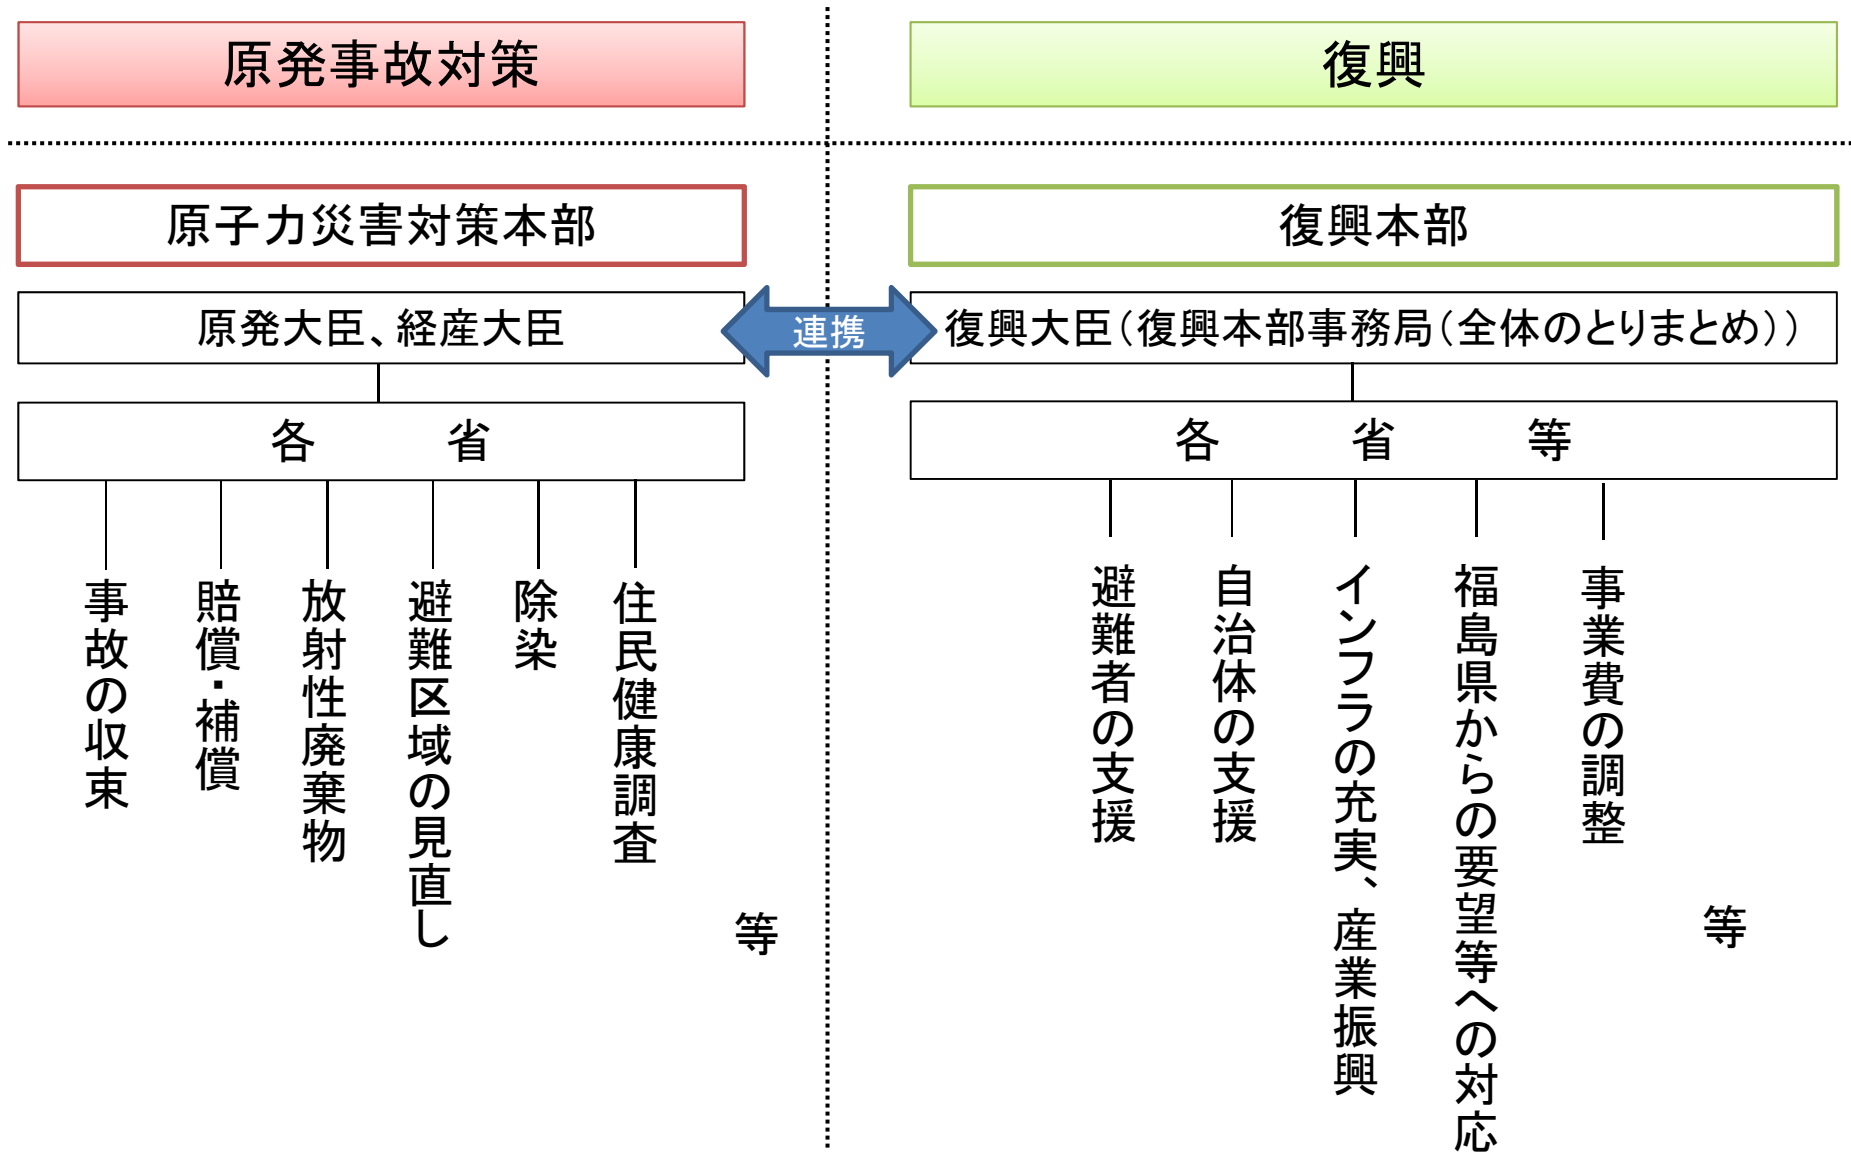 原発事故対策
復興
原子力災害対策本部
復興本部
原発大臣、経産大臣
連携
復興大臣（復興本部事務局（全体のとりまとめ））
各　省
各　省　等
事故の収束
賠償・補償
放射性廃棄物
避難区域の見直し
除染
住民健康調査
等
避難者の支援
自治体の支援
インフラの充実、産業振興
福島県からの要望等への対応
事業費の調整
等